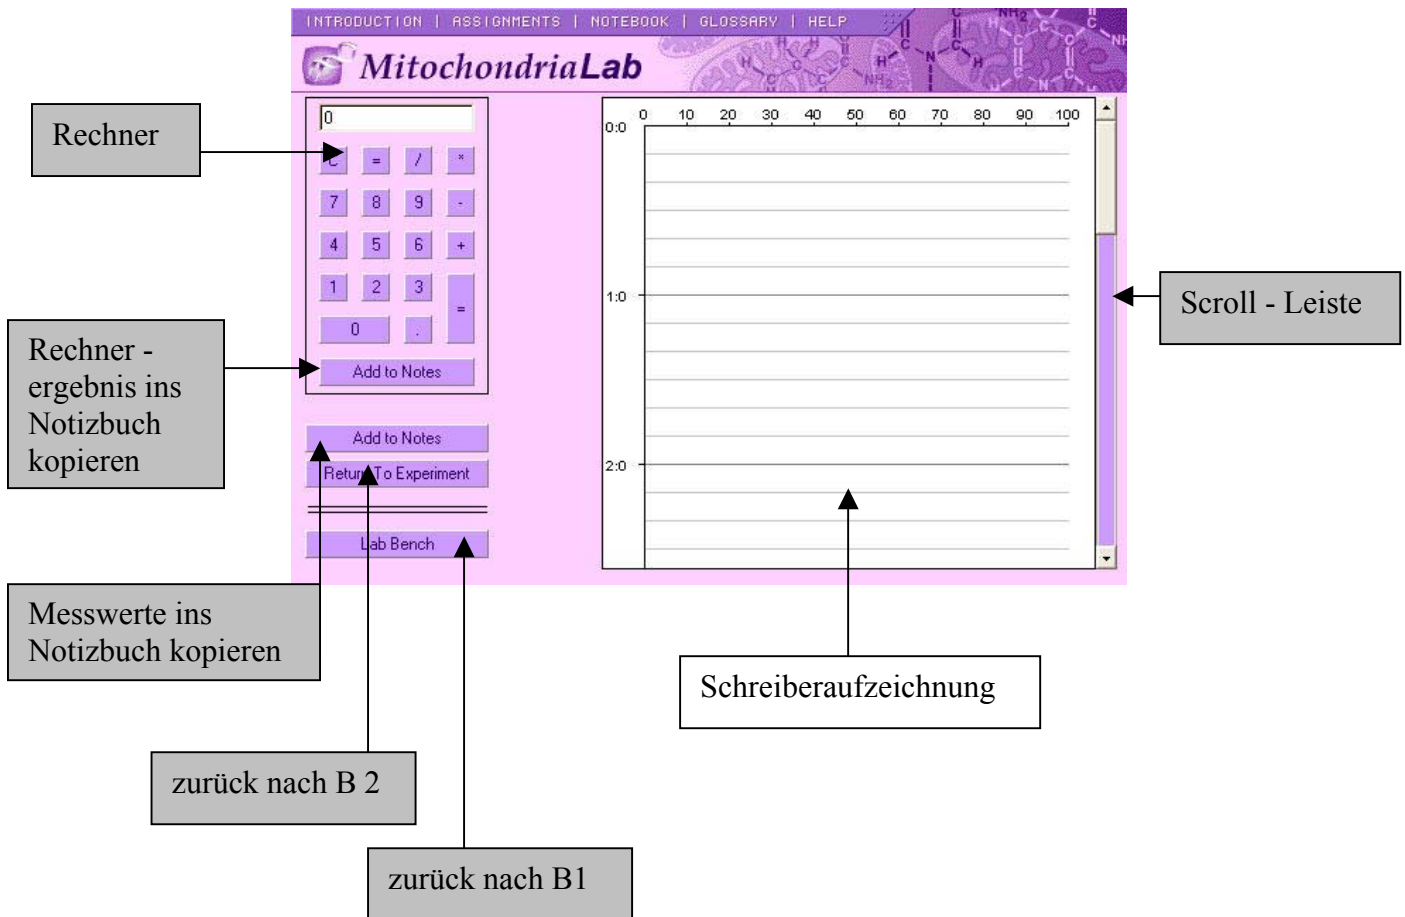 INTRODUCTION | ASSIGNMENTS | NOTEBOOK | GLOSSARY | HELP
MitochondriaLab
NH2
C
NH
H
C
H
C
C
C
H
N
C
H
H
NH2
C
N
H
C
H
H
C
N
C
H
Rechner
0
C = / *
7 8 9 -
4 5 6 +
1 2 3 =
0 .
Add to Notes
Rechner -
ergebnis ins
Notizbuch
kopieren
Add to Notes
Return To Experiment
Lab Bench
0 10 20 30 40 50 60 70 80 90 100
0:0
1:0
2:0
Scroll - Leiste
Messwerte ins
Notizbuch kopieren
Schreiberaufzeichnung
zurück nach B 2
zurück nach B1